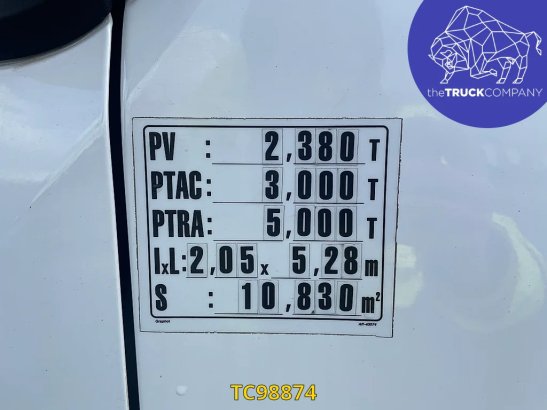 theTRUCKCOMPANY
PV : 2,380 T
PTAC: 3,000 T
PTRA: 5,000 T
lxL: 2,05 x 5,28 m
S : 10,830 m²
Graphot
TC98874